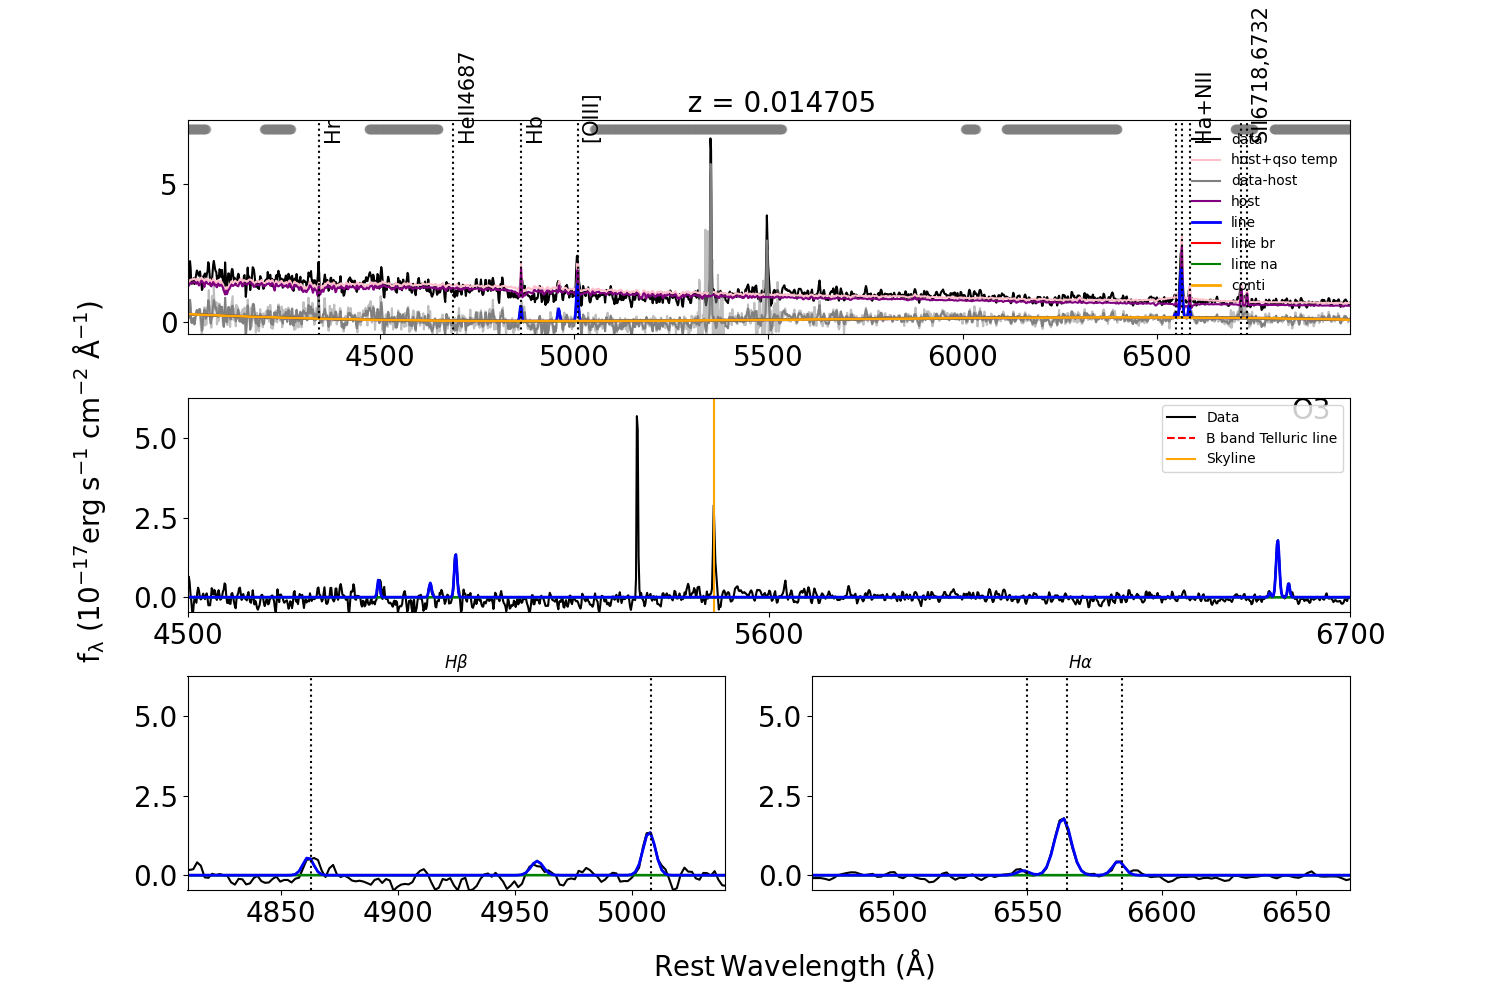 z = 0.014705
Hr
HeII4687
Hb
[OIII]
Ha+NII
SII6718,6732
data
host+qso temp
data-host
host
line
line br
line na
conti
5
0
4500
5000
5500
6000
6500
fλ (10⁻¹⁷erg s⁻¹ cm⁻² Å⁻¹)
O3
Data
B band Telluric line
Skyline
5.0
2.5
0.0
4500
5600
6700
Hβ
5.0
2.5
0.0
4850
4900
4950
5000
Hα
5.0
2.5
0.0
6500
6550
6600
6650
Rest Wavelength (Å)